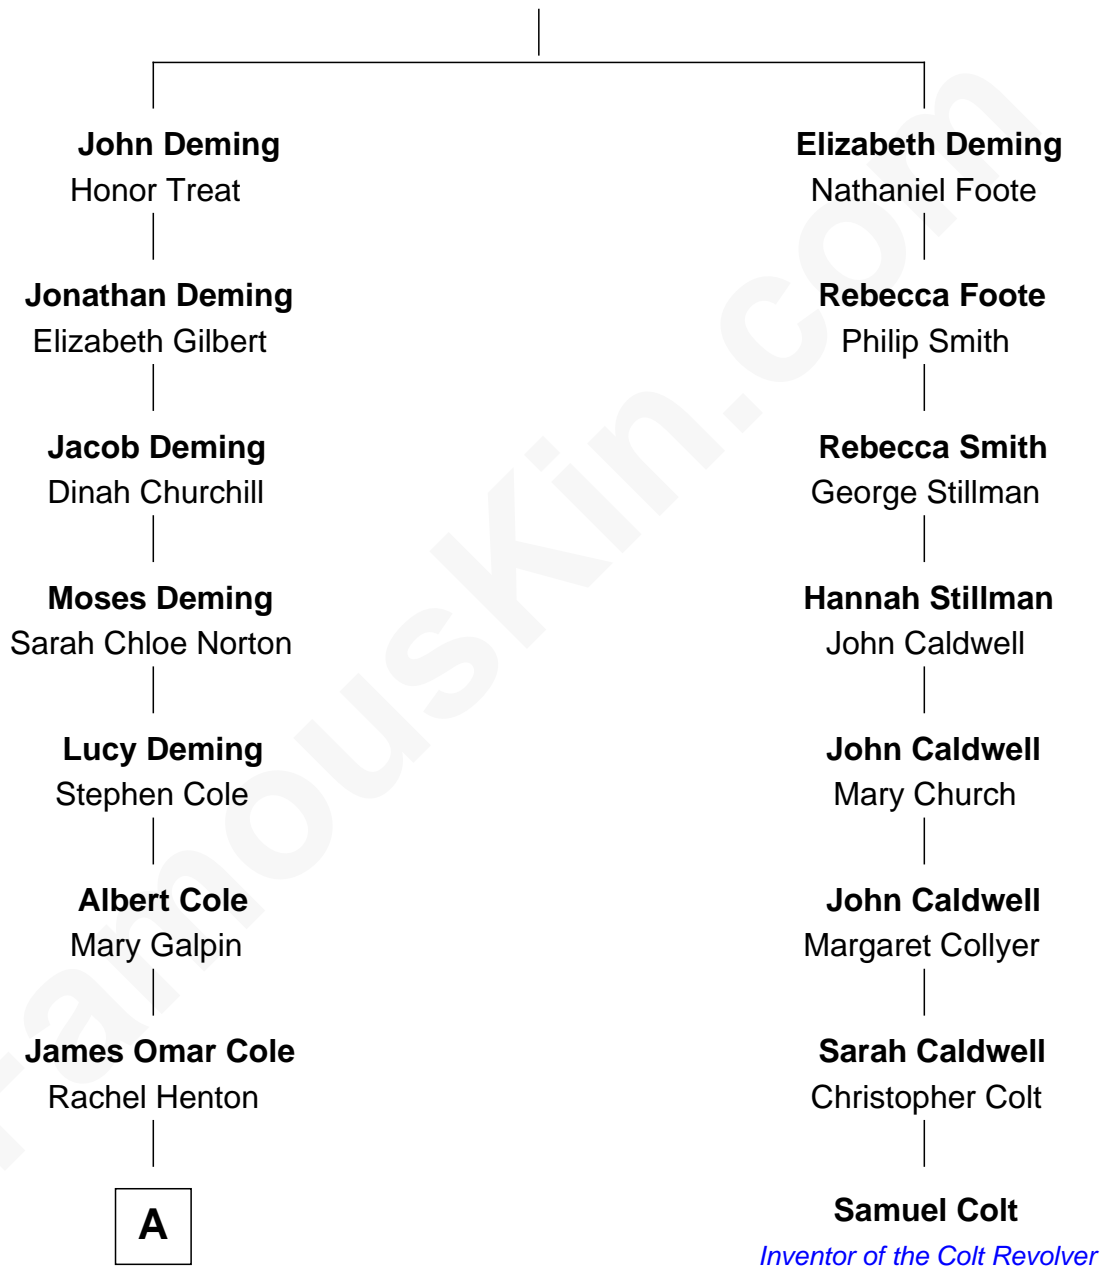 John Deming
Honor Treat
Jonathan Deming
Elizabeth Gilbert
Jacob Deming
Dinah Churchill
Moses Deming
Sarah Chloe Norton
Lucy Deming
Stephen Cole
Albert Cole
Mary Galpin
James Omar Cole
Rachel Henton
A
Elizabeth Deming
Nathaniel Foote
Rebecca Foote
Philip Smith
Rebecca Smith
George Stillman
Hannah Stillman
John Caldwell
John Caldwell
Mary Church
John Caldwell
Margaret Collyer
Sarah Caldwell
Christopher Colt
Samuel Colt
Inventor of the Colt Revolver
FamousKin.com